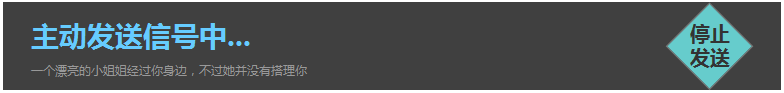 主动发送信号中...
一个漂亮的小姐姐经过你身边，不过她并没有搭理你
停止
发送